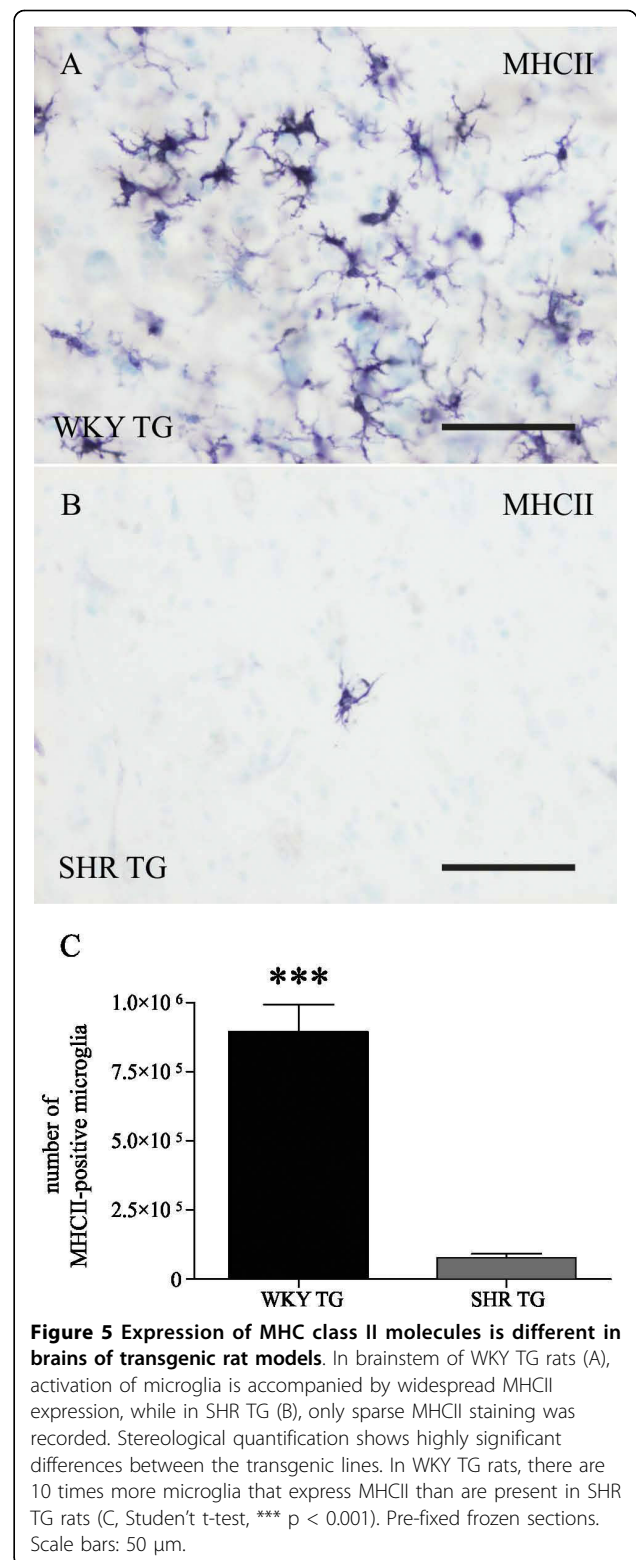 A
MHCII
WKY TG
B
MHCII
SHR TG
C
***
1.0×10⁶
7.5×10⁵
5.0×10⁵
2.5×10⁵
0
number of
MHCII-positive microglia
WKY TG
SHR TG
Figure 5 Expression of MHC class II molecules is different in
brains of transgenic rat models. In brainstem of WKY TG rats (A),
activation of microglia is accompanied by widespread MHCII
expression, while in SHR TG (B), only sparse MHCII staining was
recorded. Stereological quantification shows highly significant
differences between the transgenic lines. In WKY TG rats, there are
10 times more microglia that express MHCII than are present in SHR
TG rats (C, Studen't t-test, *** p < 0.001). Pre-fixed frozen sections.
Scale bars: 50 μm.